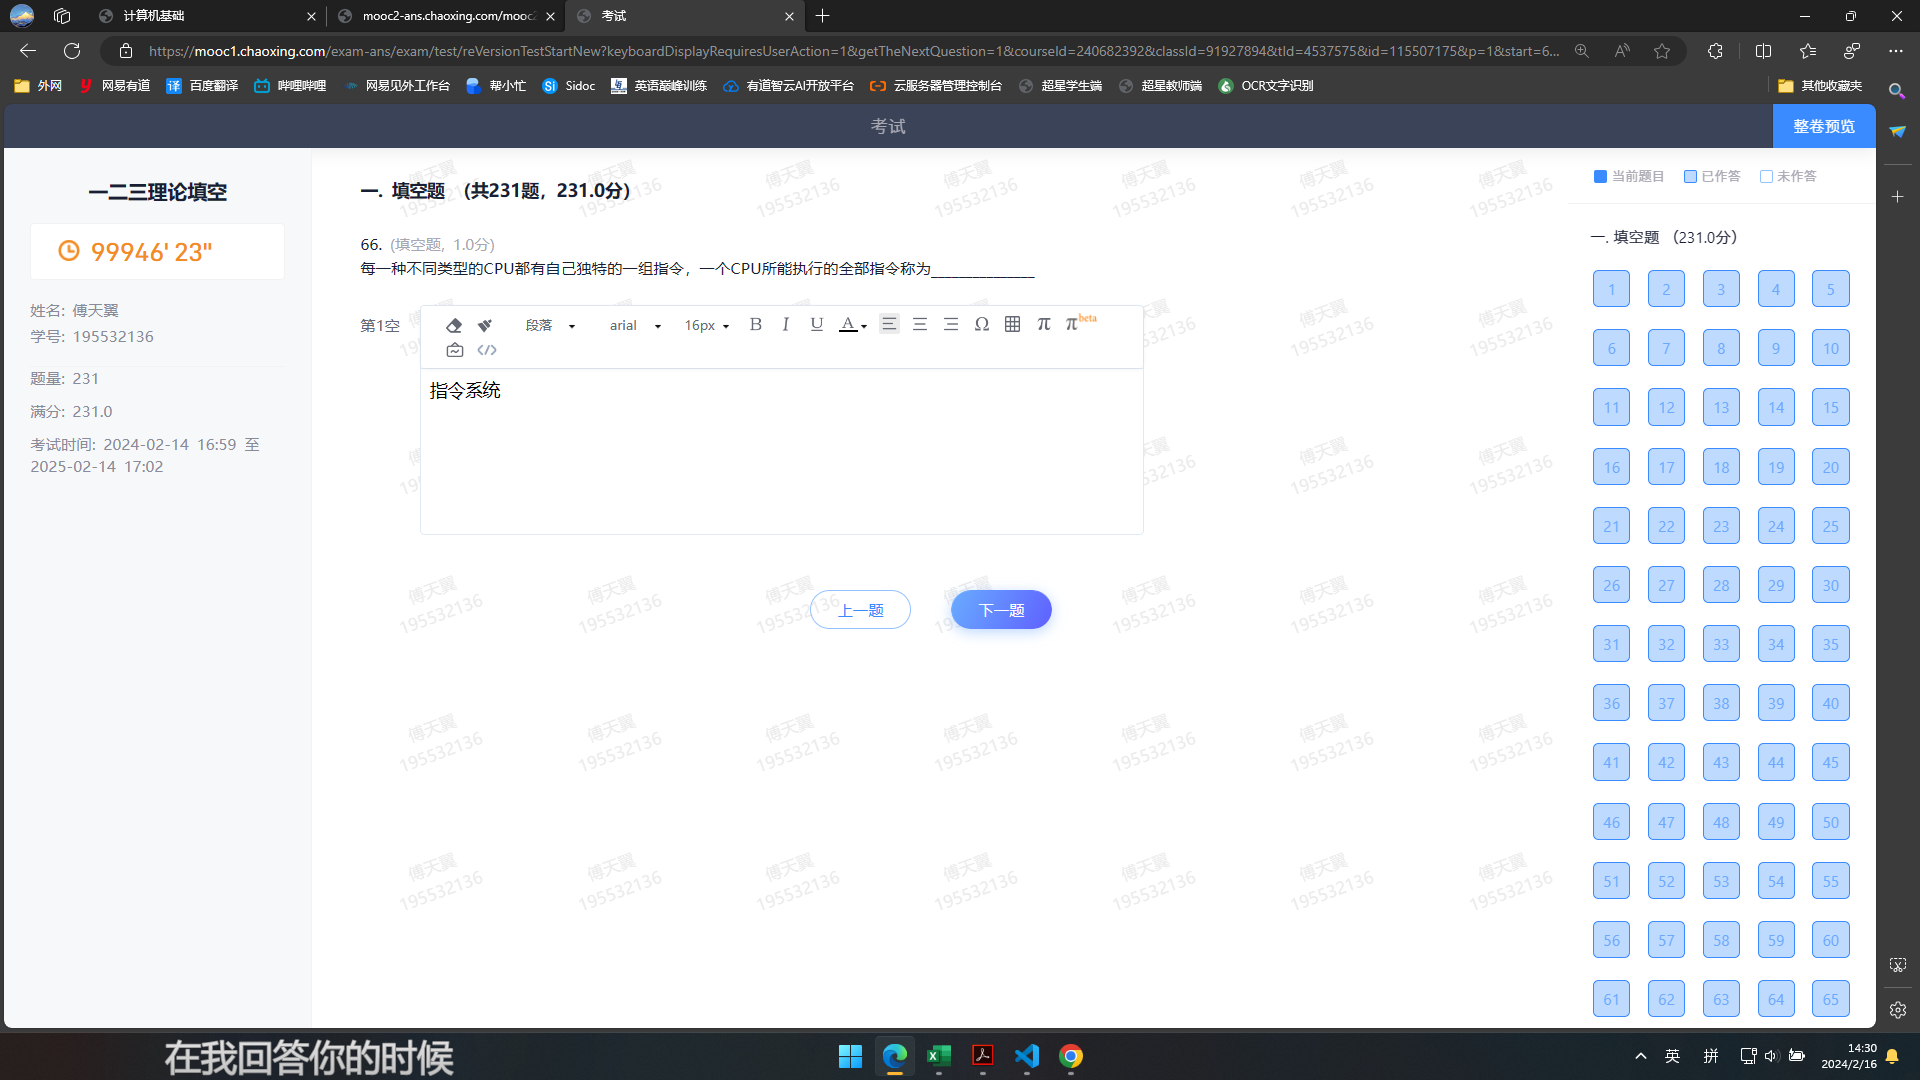 计算机基础
mooc2-ans.chaoxing.com/mooc2
考试
https://mooc1.chaoxing.com/exam-ans/exam/test/reVersionTestStartNew?keyboardDisplayRequiresUserAction=1&getTheNextQuestion=1&courseId=240682392&classId=91927894&tId=4537575&id=115507175&p=1&start=6...
外网 网易有道 百度翻译 哔哩哔哩 网易见外工作台 帮小忙 Sidoc 英语巅峰训练 有道智云AI开放平台 云服务器管理控制台 超星学生端 超星教师端 OCR文字识别 其他收藏夹
考试
整卷预览
一二三理论填空
99946' 23"
姓名: 傅天翼
学号: 195532136
题量: 231
满分: 231.0
考试时间: 2024-02-14 16:59 至
2025-02-14 17:02
一. 填空题 （共231题，231.0分）
66. (填空题, 1.0分)
每一种不同类型的CPU都有自己独特的一组指令，一个CPU所能执行的全部指令称为_______________
第1空
段落 arial 16px B I U A Ω π π beta
指令系统
上一题 下一题
当前题目 已作答 未作答
一. 填空题 （231.0分）
1 2 3 4 5
6 7 8 9 10
11 12 13 14 15
16 17 18 19 20
21 22 23 24 25
26 27 28 29 30
31 32 33 34 35
36 37 38 39 40
41 42 43 44 45
46 47 48 49 50
51 52 53 54 55
56 57 58 59 60
61 62 63 64 65
傅天翼
195532136
在我回答你的时候
英 拼
14:30
2024/2/16